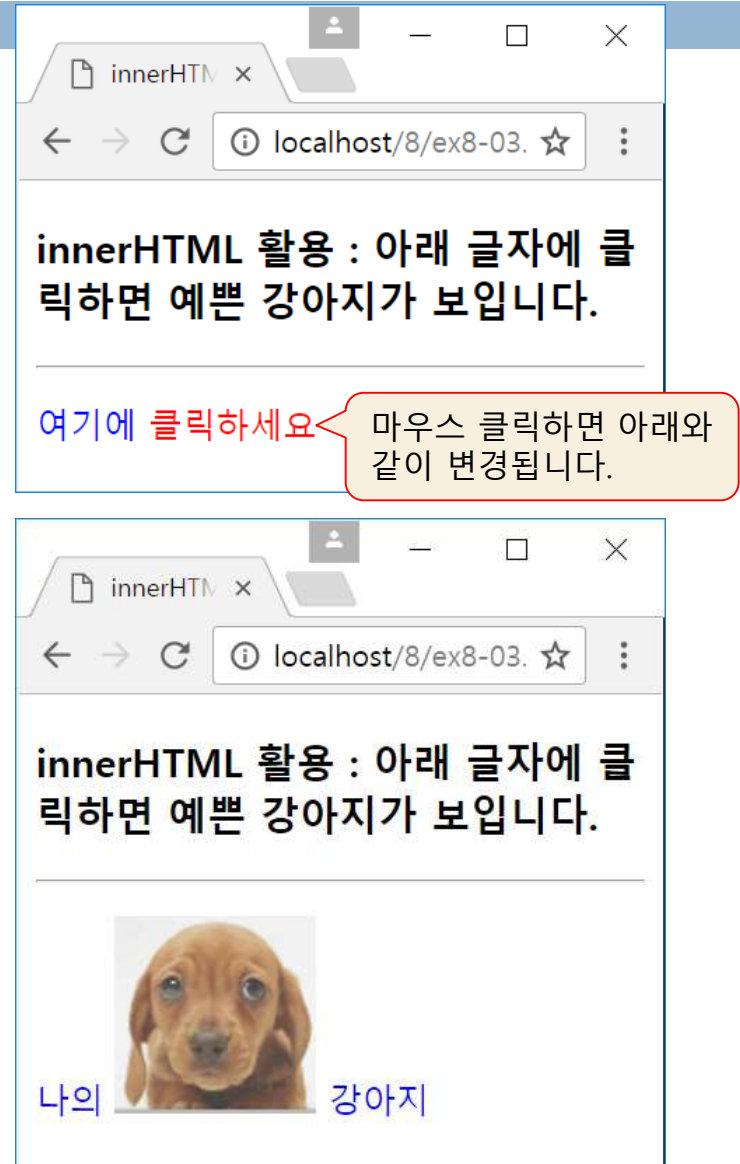 innerHTM
localhost/8/ex8-03.
innerHTML 활용 : 아래 글자에 클
릭하면 예쁜 강아지가 보입니다.
여기에 클릭하세요
마우스 클릭하면 아래와
같이 변경됩니다.
innerHTM
localhost/8/ex8-03.
innerHTML 활용 : 아래 글자에 클
릭하면 예쁜 강아지가 보입니다.
나의 강아지